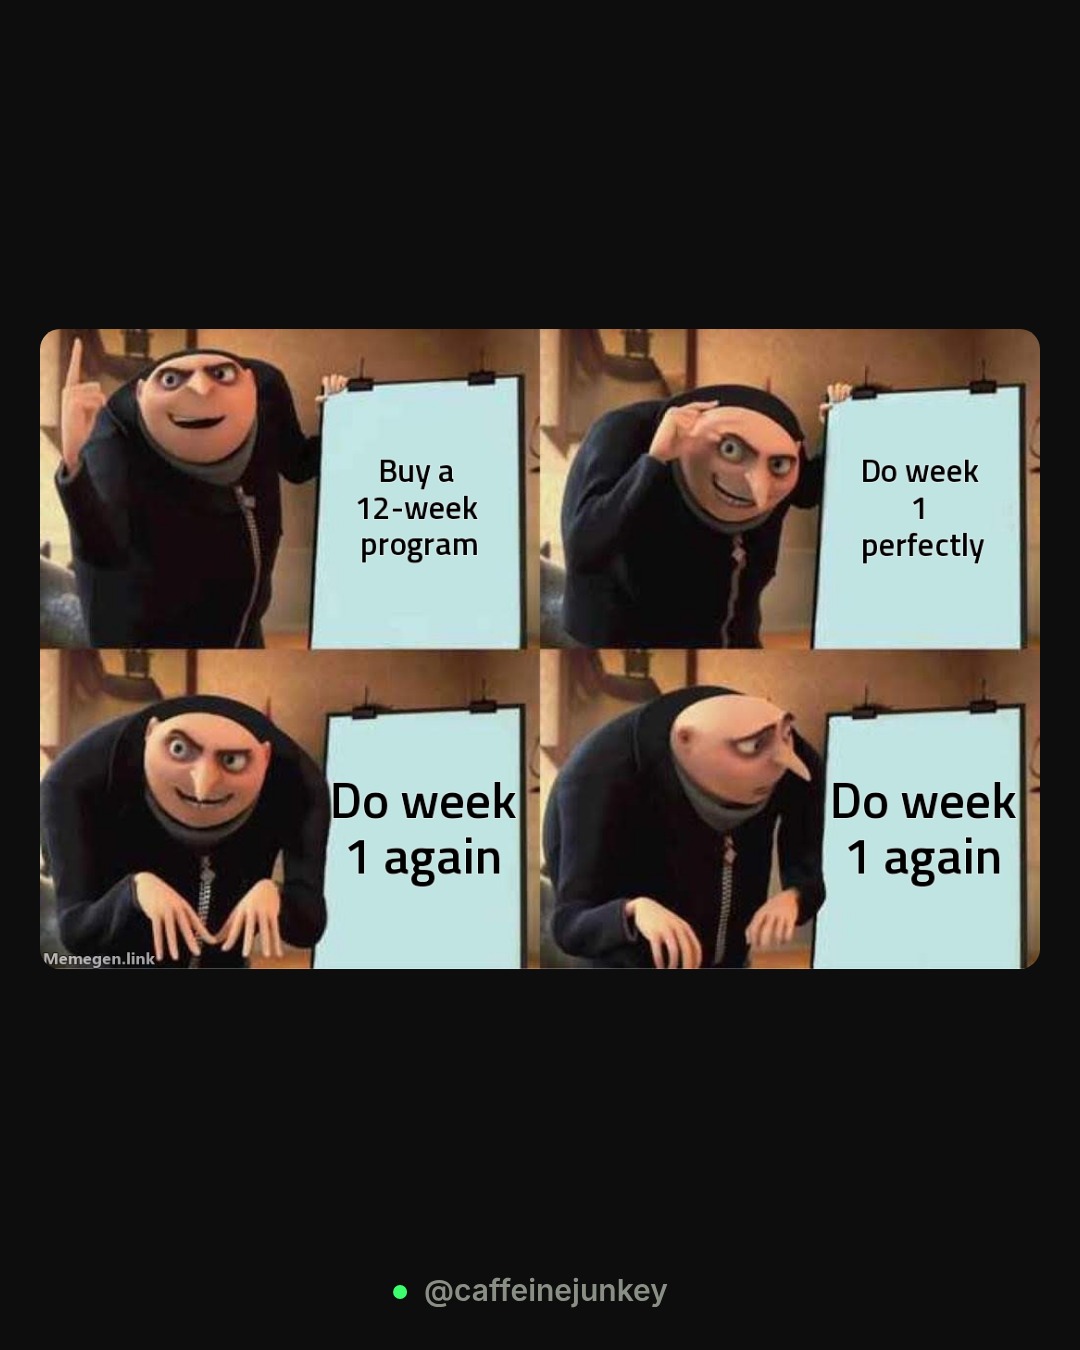 Buy a
12-week
program
Do week
1
perfectly
Do week
1 again
Do week
1 again
Memegen.link
@caffeinejunkey